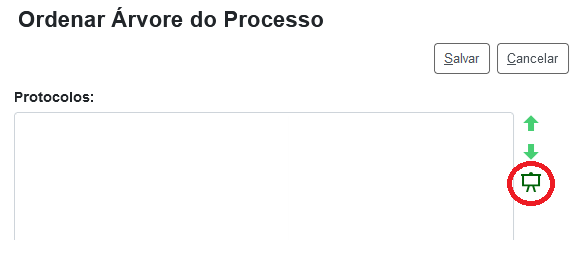 Ordenar Árvore do Processo
Salvar Cancelar
Protocolos: